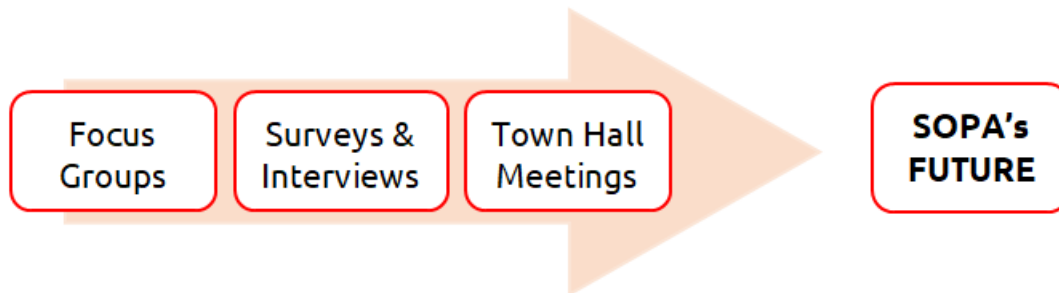 Focus
Groups
Surveys &
Interviews
Town Hall
Meetings
SOPA’s
FUTURE